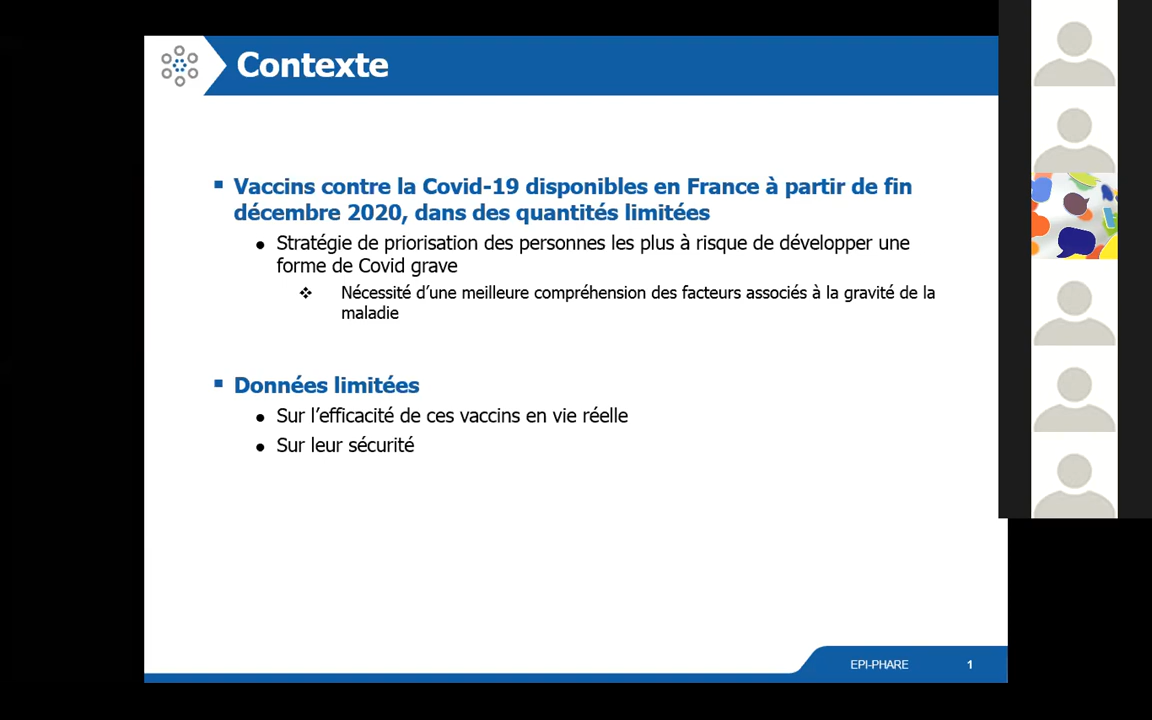 Contexte
Vaccins contre la Covid-19 disponibles en France à partir de fin
décembre 2020, dans des quantités limitées
Stratégie de priorisation des personnes les plus à risque de développer une
forme de Covid grave
Nécessité d'une meilleure compréhension des facteurs associés à la gravité de la
maladie
Données limitées
Sur l'efficacité de ces vaccins en vie réelle
Sur leur sécurité
EPI-PHARE 1